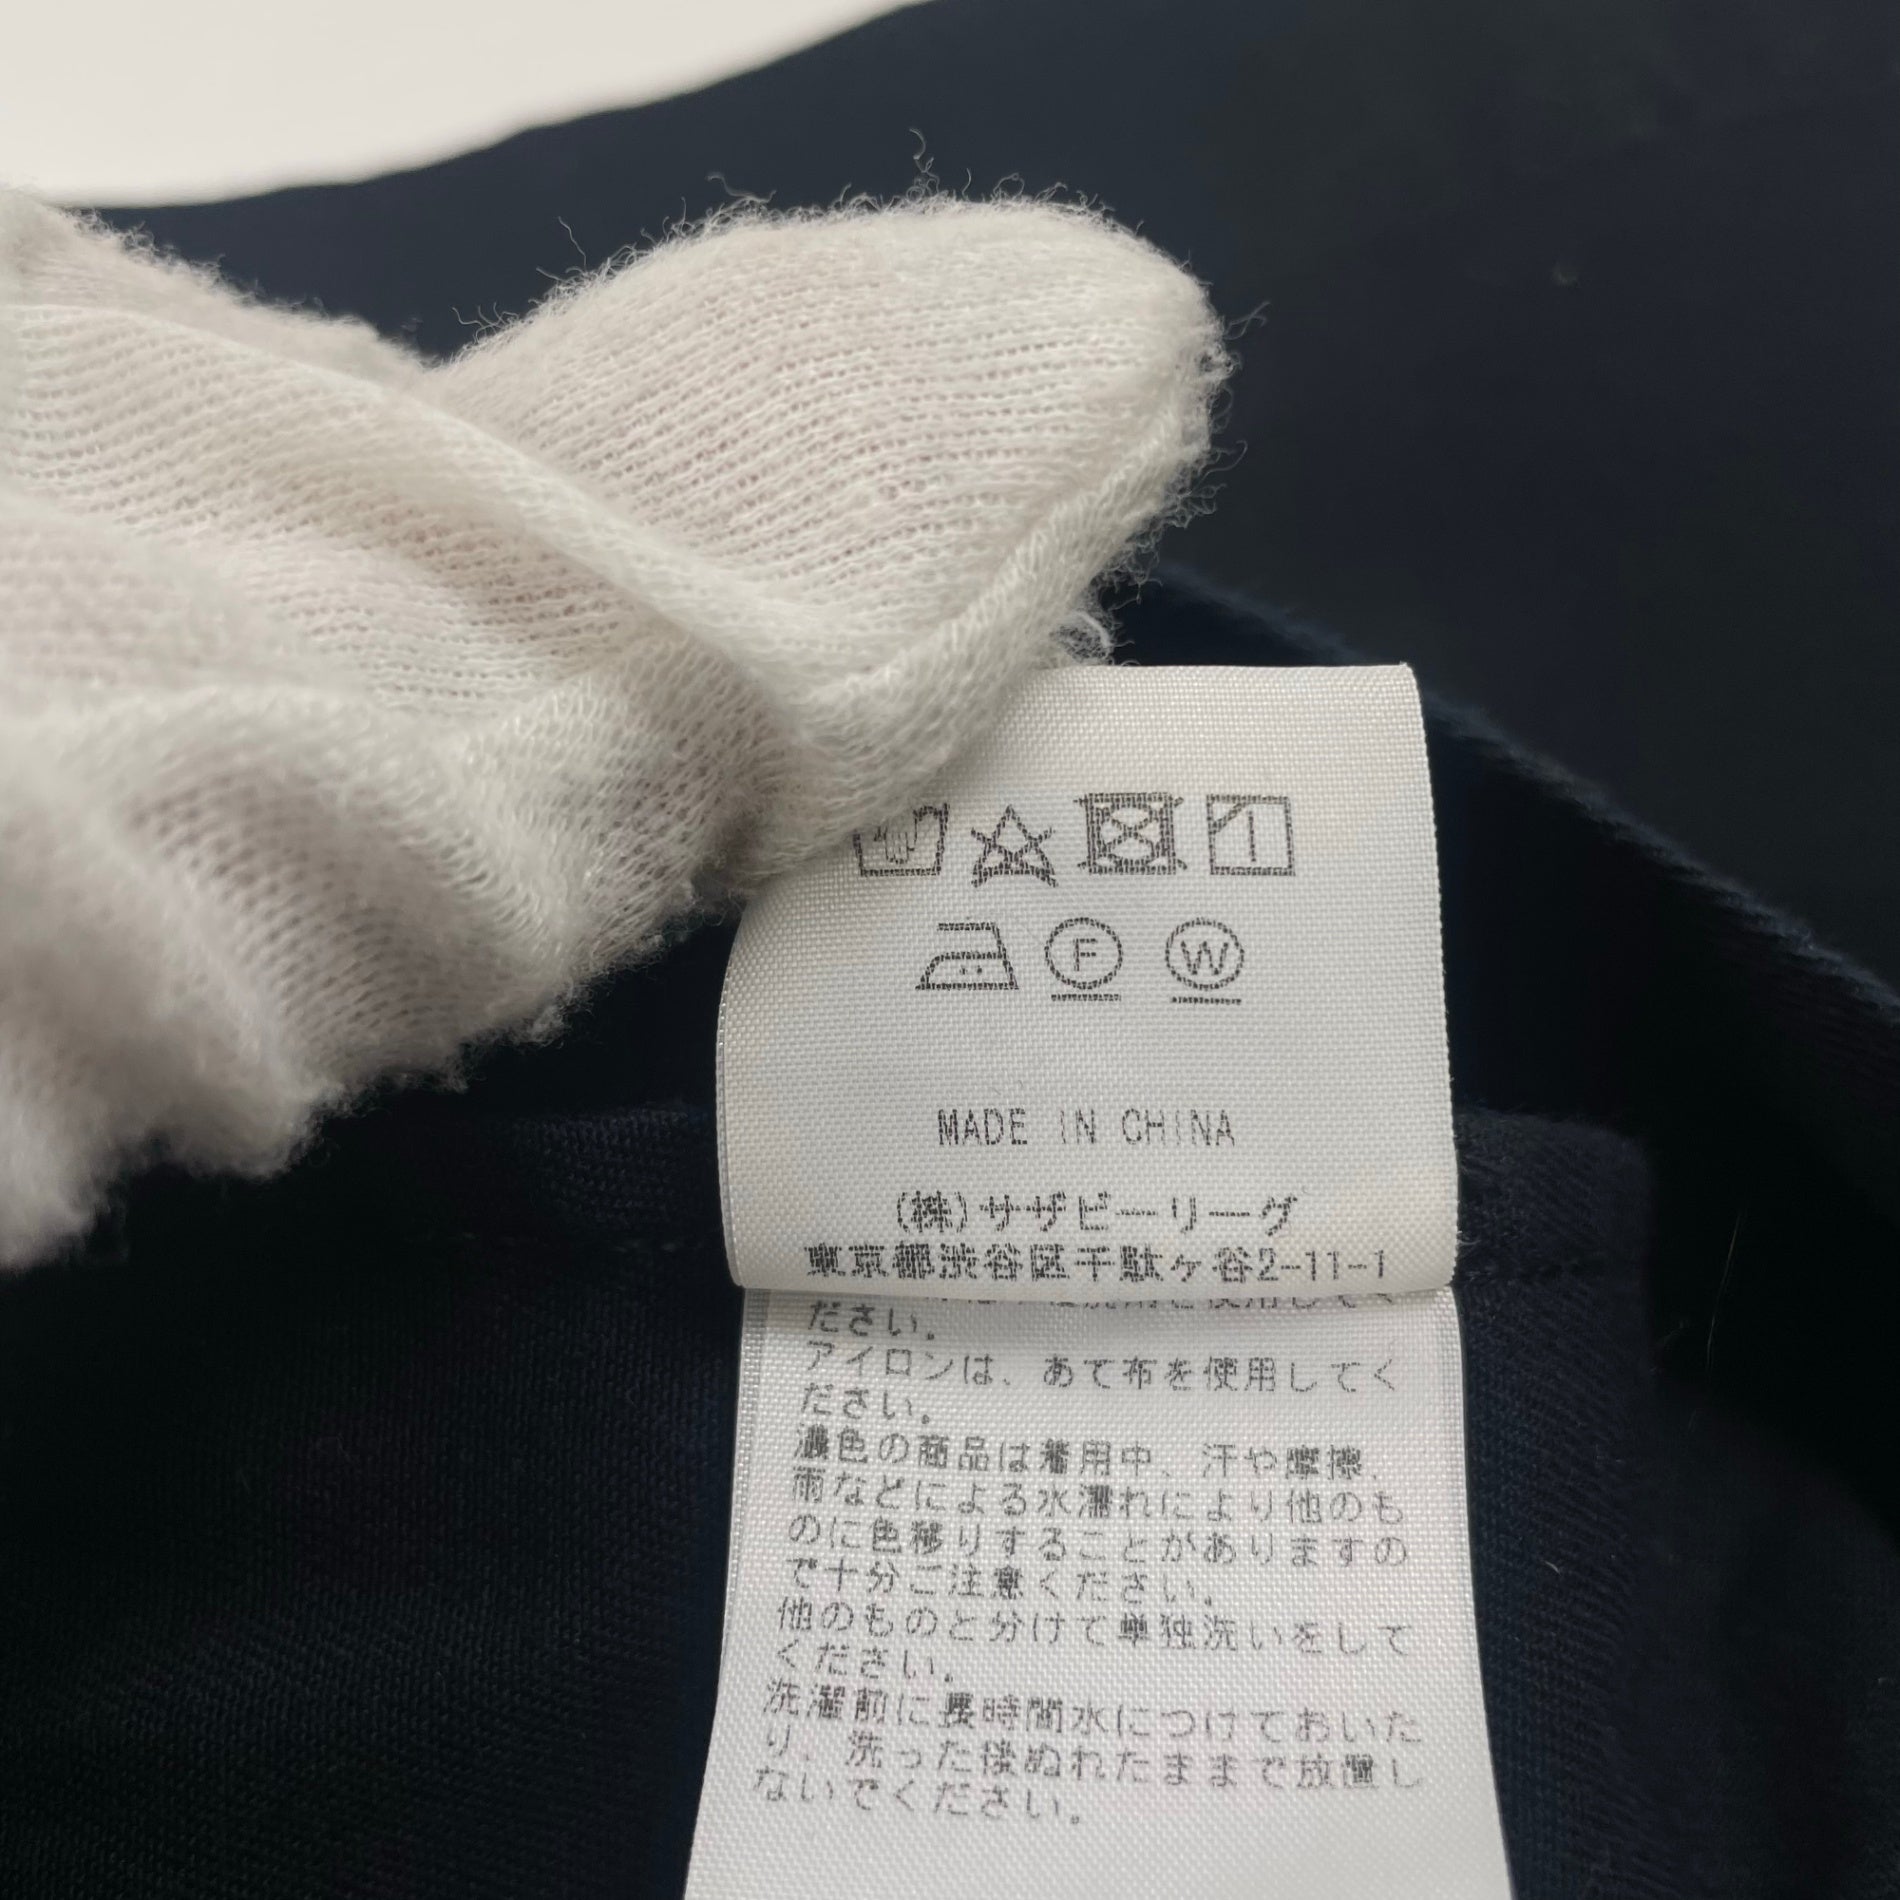 F W
MADE IN CHINA
(株)サザビーリーグ
東京都渋谷区千駄ヶ谷2-11-1
ださい。
アイロンは、あて布を使用してく
ださい。
濃色の商品は着用中、汗や摩擦、
雨などによる水濡れにより他のも
のに色移りすることがありますの
で十分ご注意ください。
他のものと分けて単独洗いをして
ください。
洗濯前に長時間水につけておいた
り、洗った後ぬれたままで放置し
ないでください。